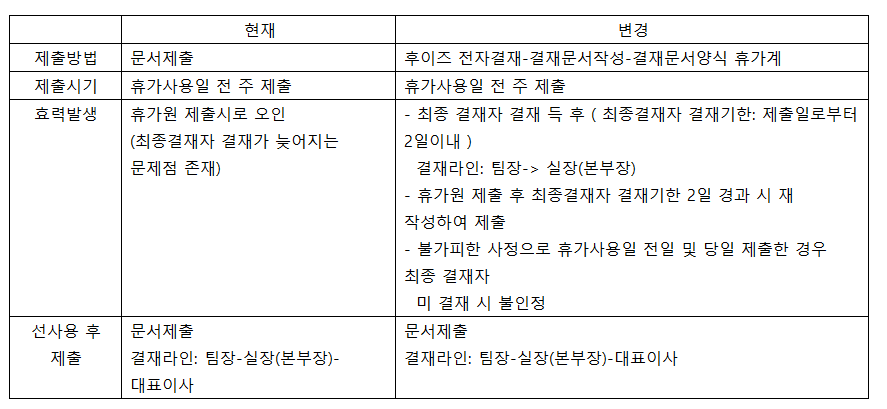 현재
변경
제출방법
문서제출
후이즈 전자결재-결재문서작성-결재문서양식 휴가계
제출시기
휴가사용일 전 주 제출
휴가사용일 전 주 제출
효력발생
휴가원 제출시로 오인
(최종결재자 결재가 늦어지는
문제점 존재)
- 최종 결재자 결재 득 후 ( 최종결재자 결재기한: 제출일로부터
2일이내 )
결재라인: 팀장-> 실장(본부장)
- 휴가원 제출 후 최종결재자 결재기한 2일 경과 시 재
작성하여 제출
- 불가피한 사정으로 휴가사용일 전일 및 당일 제출한 경우
최종 결재자
미 결재 시 불인정
선사용 후
제출
문서제출
결재라인: 팀장-실장(본부장)-
대표이사
문서제출
결재라인: 팀장-실장(본부장)-대표이사